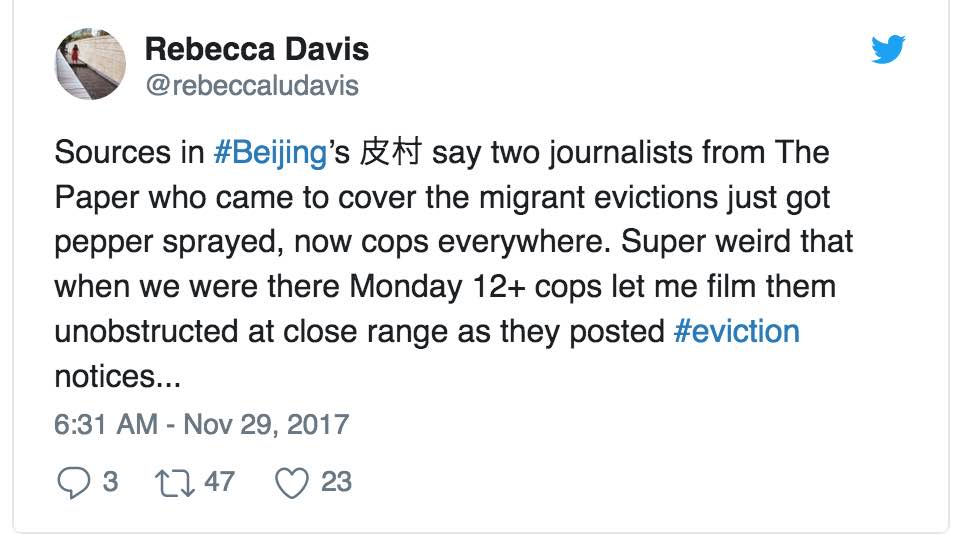 Rebecca Davis
@rebeccaludavis
Sources in #Beijing’s 皮村 say two journalists from The
Paper who came to cover the migrant evictions just got
pepper sprayed, now cops everywhere. Super weird that
when we were there Monday 12+ cops let me film them
unobstructed at close range as they posted #eviction
notices...
6:31 AM - Nov 29, 2017
3 47 23